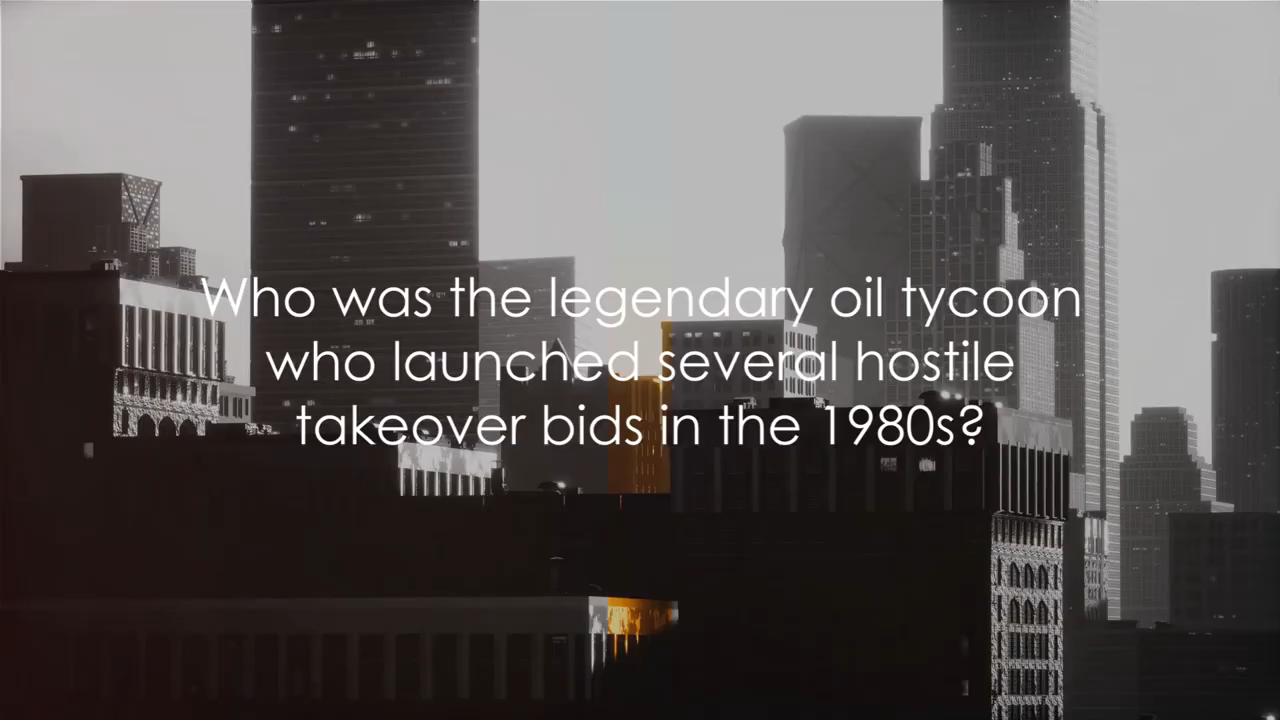 Who was the legendary oil tycoon
who launched several hostile
takeover bids in the 1980s?